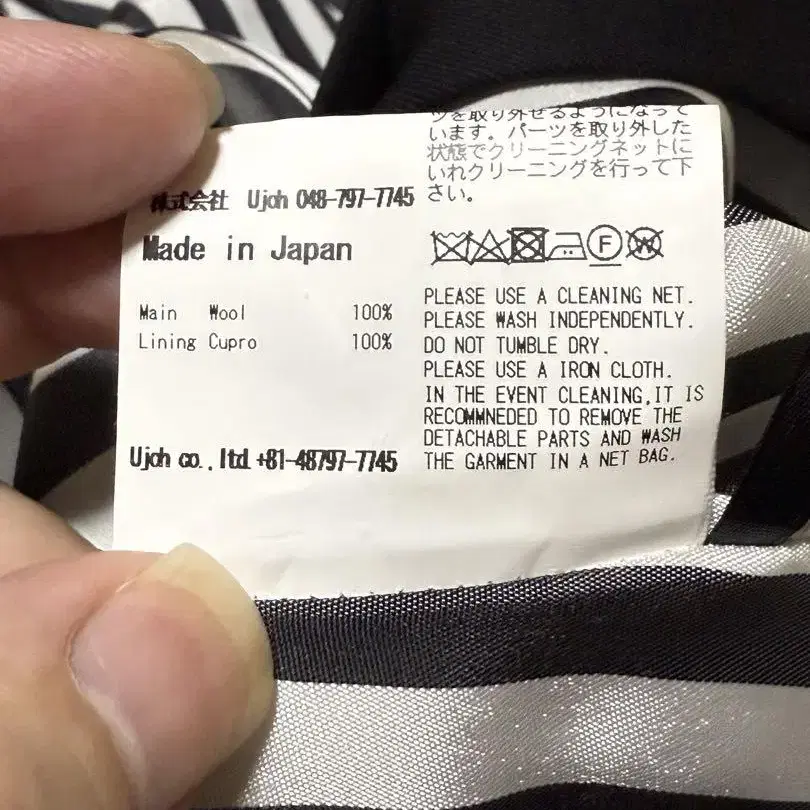 株式会社 Ujoh 048-797-7745
Made in Japan
Main Wool 100%
Lining Cupro 100%
Ujoh co., ltd +81-48797-7745
ツを取り外せるようになって
います。パーツを取り外した
状態でクリーニングネットに
いれクリーニングを行って下
さい。
F W
PLEASE USE A CLEANING NET.
PLEASE WASH INDEPENDENTLY.
DO NOT TUMBLE DRY.
PLEASE USE A IRON CLOTH.
IN THE EVENT CLEANING,IT IS
RECOMMNEDED TO REMOVE THE
DETACHABLE PARTS AND WASH
THE GARMENT IN A NET BAG.